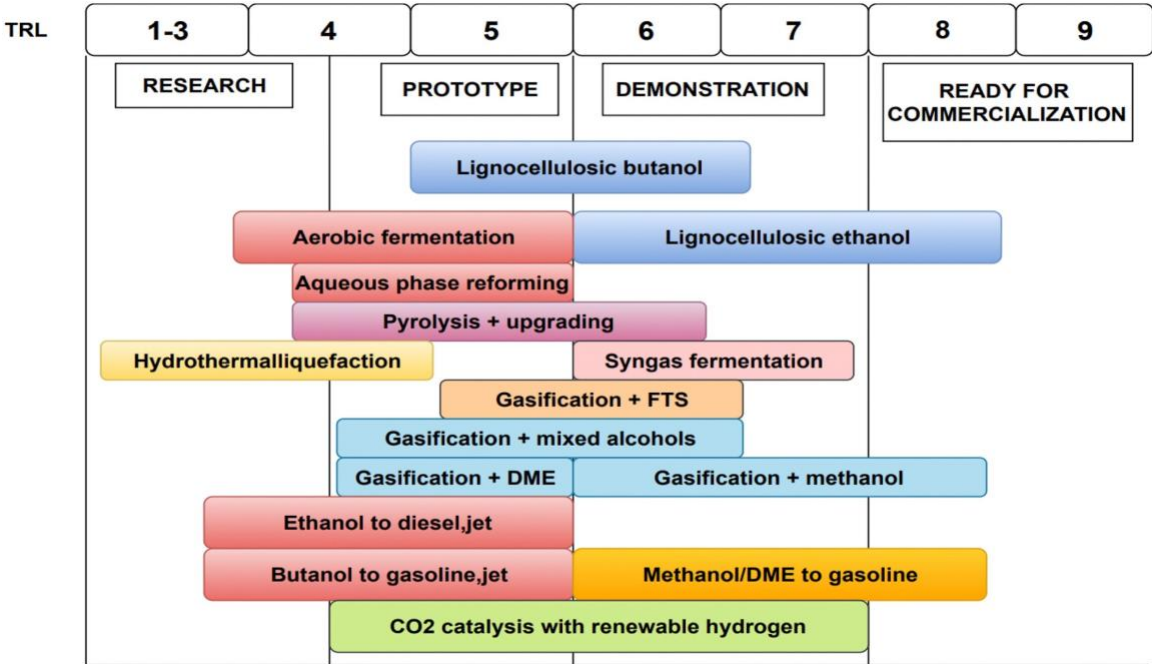 TRL 1-3 4 5 6 7 8 9
RESEARCH PROTOTYPE DEMONSTRATION READY FOR
COMMERCIALIZATION
Lignocellulosic butanol
Aerobic fermentation Lignocellulosic ethanol
Aqueous phase reforming
Pyrolysis + upgrading
Hydrothermalliquefaction Syngas fermentation
Gasification + FTS
Gasification + mixed alcohols
Gasification + DME Gasification + methanol
Ethanol to diesel,jet
Butanol to gasoline,jet Methanol/DME to gasoline
CO2 catalysis with renewable hydrogen